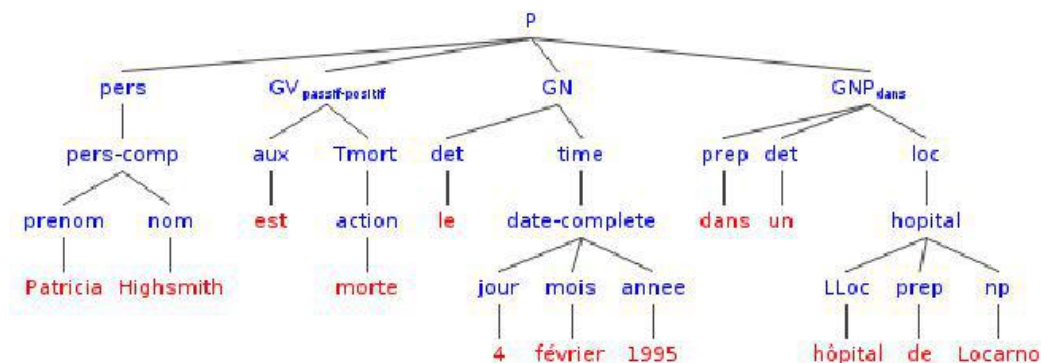 P
pers GV passif-positif GN GNP dans
pers-comp aux Tmort det time prep det loc
prenom nom est action le date-complete dans un hopital
Patricia Highsmith morte jour mois annee LLoc prep np
4 février 1995 hôpital de Locarno